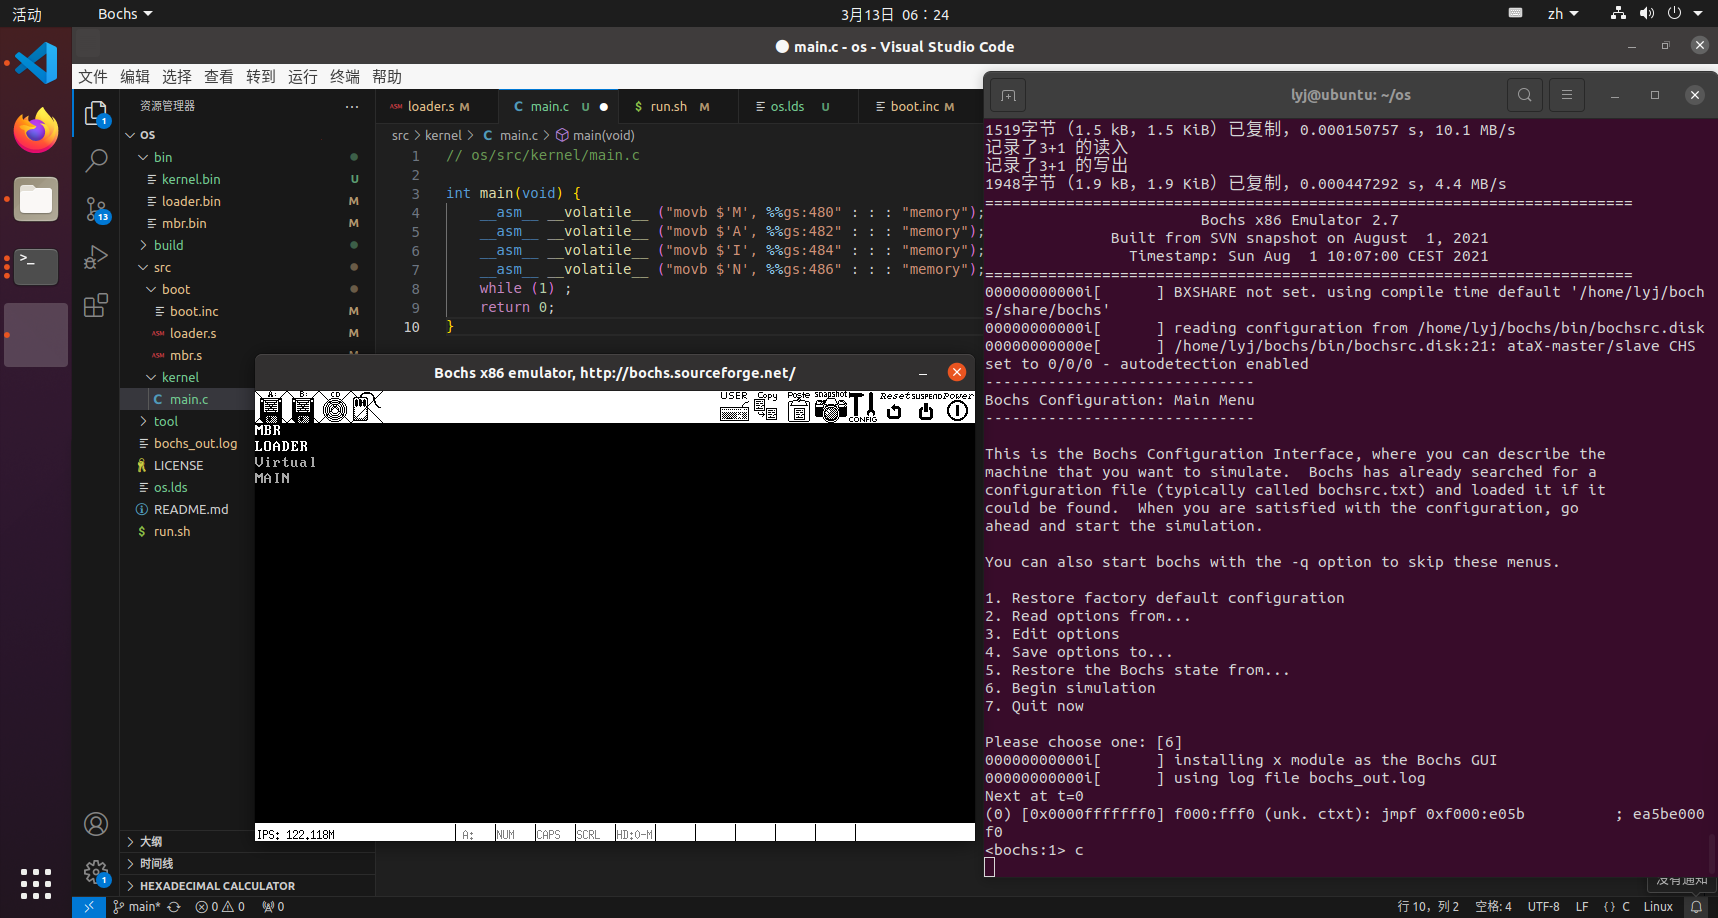 活动
Bochs
3月13日 06：24
zh
main.c - os - Visual Studio Code
文件 编辑 选择 查看 转到 运行 终端 帮助
资源管理器
OS
bin
kernel.bin U
loader.bin M
mbr.bin M
build
src
boot
boot.inc M
ASM loader.s M
ASM mbr.s M
kernel
C main.c
tool
bochs_out.log
LICENSE
os.lds
README.md
$ run.sh
大纲
时间线
HEXADECIMAL CALCULATOR
1
13
1
ASM loader.s M
C main.c U
$ run.sh M
os.lds U
boot.inc M
src > kernel > C main.c > main(void)
1 // os/src/kernel/main.c
2
3 int main(void) {
4 __asm__ __volatile__ ("movb $'M', %%gs:480" : : : "memory");
5 __asm__ __volatile__ ("movb $'A', %%gs:482" : : : "memory");
6 __asm__ __volatile__ ("movb $'I', %%gs:484" : : : "memory");
7 __asm__ __volatile__ ("movb $'N', %%gs:486" : : : "memory");
8 while (1) ;
9 return 0;
10 }
Bochs x86 emulator, http://bochs.sourceforge.net/
A: B: CD USER Copy Paste snapshot CONFIG Reset SUSPEND Power
MBR
LOADER
Virtual
MAIN
IPS: 122.118M A: NUM CAPS SCRL HD:0-M
lyj@ubuntu: ~/os
1519字节（1.5 kB，1.5 KiB）已复制，0.000150757 s，10.1 MB/s
记录了3+1 的读入
记录了3+1 的写出
1948字节（1.9 kB，1.9 KiB）已复制，0.000447292 s，4.4 MB/s
========================================================================
Bochs x86 Emulator 2.7
Built from SVN snapshot on August  1, 2021
Timestamp: Sun Aug  1 10:07:00 CEST 2021
========================================================================
00000000000i[      ] BXSHARE not set. using compile time default '/home/lyj/boch
s/share/bochs'
00000000000i[      ] reading configuration from /home/lyj/bochs/bin/bochsrc.disk
00000000000e[      ] /home/lyj/bochs/bin/bochsrc.disk:21: ataX-master/slave CHS
set to 0/0/0 - autodetection enabled
------------------------------
Bochs Configuration: Main Menu
------------------------------
This is the Bochs Configuration Interface, where you can describe the
machine that you want to simulate.  Bochs has already searched for a
configuration file (typically called bochsrc.txt) and loaded it if it
could be found.  When you are satisfied with the configuration, go
ahead and start the simulation.
You can also start bochs with the -q option to skip these menus.
1. Restore factory default configuration
2. Read options from...
3. Edit options
4. Save options to...
5. Restore the Bochs state from...
6. Begin simulation
7. Quit now
Please choose one: [6]
00000000000i[      ] installing x module as the Bochs GUI
00000000000i[      ] using log file bochs_out.log
Next at t=0
(0) [0x0000fffffff0] f000:fff0 (unk. ctxt): jmpf 0xf000:e05b          ; ea5be000
f0
<bochs:1> c
没有通知
main* 0 0 0
行 10，列 2 空格: 4 UTF-8 LF {} C Linux